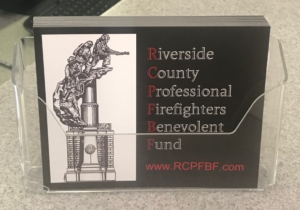 Riverside
County
Professional
Firefighters
Benevolent
Fund
www.RCPFBF.com